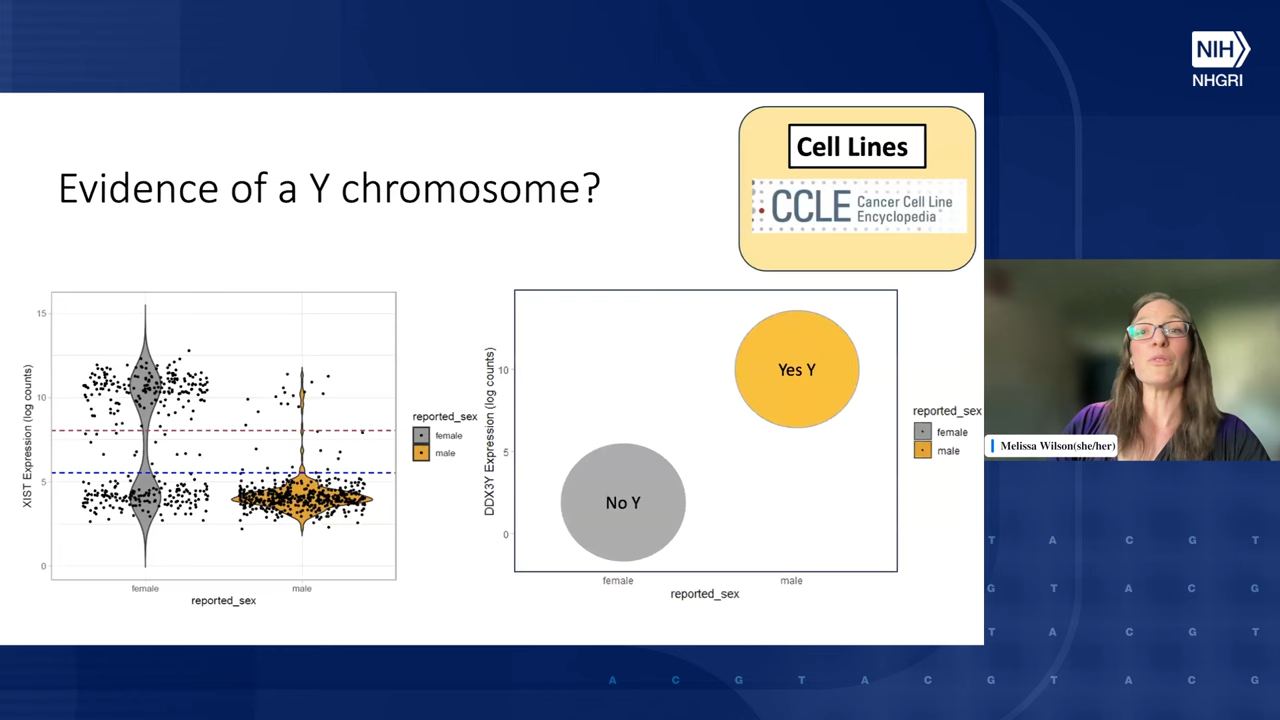 NIH
NHGRI
Cell Lines
CCLE Cancer Cell Line
Encyclopedia
Evidence of a Y chromosome?
XIST Expression (log counts)
15
10
5
0
female
male
reported_sex
reported_sex
female
male
DDX3Y Expression (log counts)
10
5
0
Yes Y
No Y
female
male
reported_sex
reported_sex
female
male
Melissa Wilson(she/her)
T A C G T
G T A C G
T A C G T
A C G T A C G T A C G